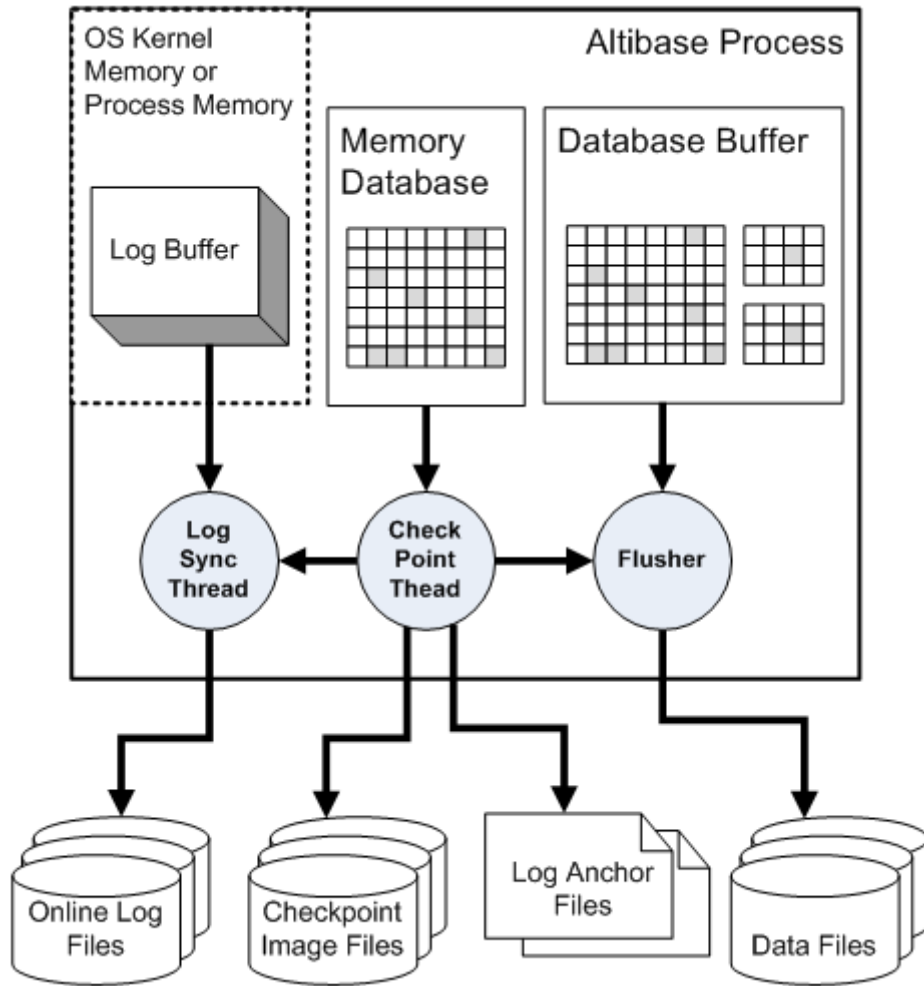 OS Kernel
Memory or
Process Memory
Altibase Process
Memory
Database
Database Buffer
Log Buffer
Log
Sync
Thread
Check
Point
Thead
Flusher
Online Log
Files
Checkpoint
Image Files
Log Anchor
Files
Data Files